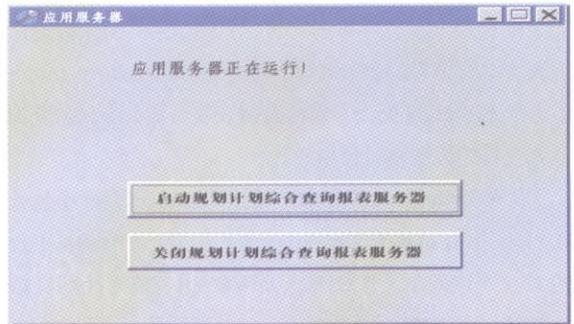 应用服务器
应用服务器正在运行!
启动规划计划综合查询报表服务器
关闭规划计划综合查询报表服务器